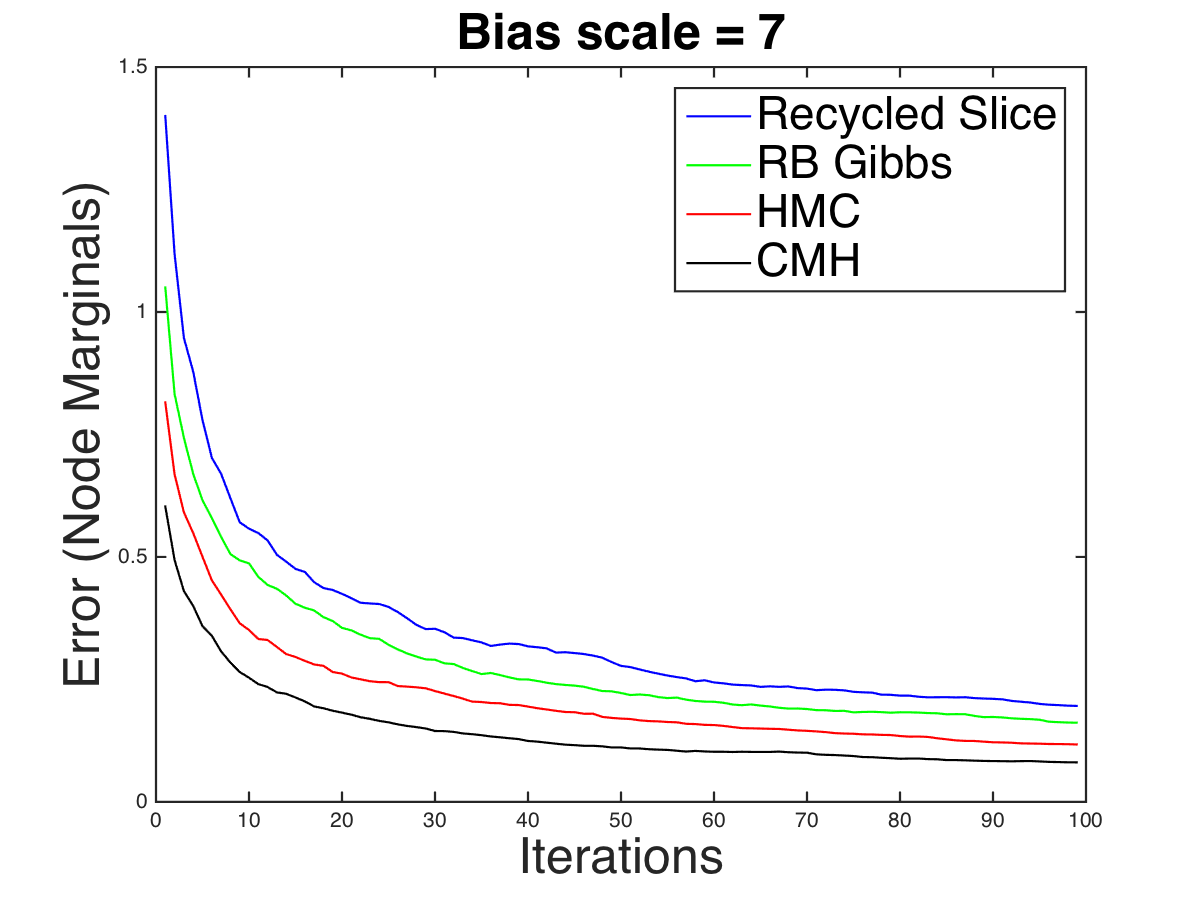 Bias scale = 7
Error (Node Marginals)
1.5
1
0.5
0
Recycled Slice
RB Gibbs
HMC
CMH
0 10 20 30 40 50 60 70 80 90 100
Iterations